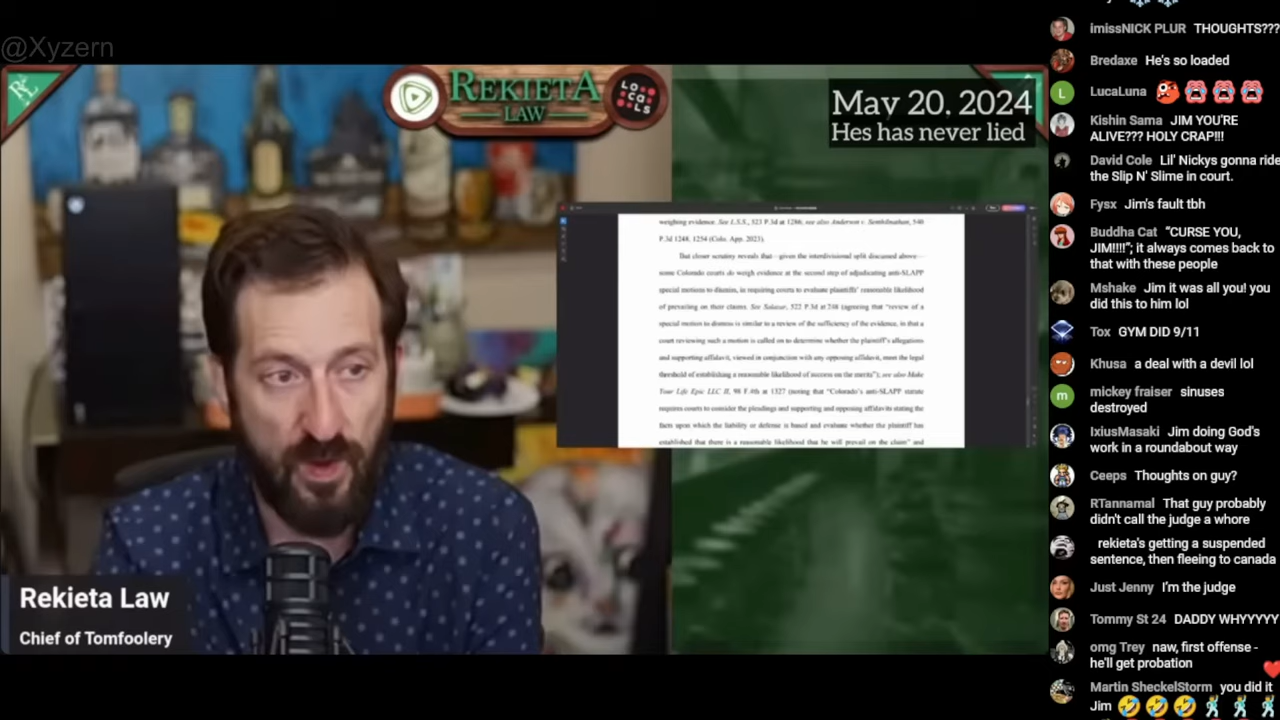 @Xyzern
REKIETA
LAW
LOCALS
May 20, 2024
Hes has never lied
weighing evidence. See L.S.S., 523 P.3d at 1286; see also Anderson v. Senthilnathan, 540
P.3d 1248, 1254 (Colo. App. 2023).
That closer scrutiny reveals that—given the interdivisional split discussed above—
some Colorado courts do weigh evidence at the second step of adjudicating anti-SLAPP
special motions to dismiss, in requiring courts to evaluate plaintiffs' reasonable likelihood
of prevailing on their claims. See Salazar, 522 P.3d at 248 (agreeing that "review of a
special motion to dismiss is similar to a review of the sufficiency of the evidence, in that a
court reviewing such a motion is called on to determine whether the plaintiff's allegations
and supporting affidavit, viewed in conjunction with any opposing affidavit, meet the legal
threshold of establishing a reasonable likelihood of success on the merits"); see also Make
Your Life Epic LLC II, 98 F.4th at 1327 (noting that "Colorado's anti-SLAPP statute
requires courts to consider the pleadings and supporting and opposing affidavits stating the
facts upon which the liability or defense is based and evaluate whether the plaintiff has
established that there is a reasonable likelihood that he will prevail on the claim" and
Rekieta Law
Chief of Tomfoolery
imissNICK PLUR THOUGHTS???
Bredaxe He's so loaded
LucaLuna
Kishin Sama JIM YOU'RE
ALIVE??? HOLY CRAP!!!
David Cole Lil' Nickys gonna ride
the Slip N' Slime in court.
Fysx Jim's fault tbh
Buddha Cat “CURSE YOU,
JIM!!!!”; it always comes back to
that with these people
Mshake Jim it was all you! you
did this to him lol
Tox GYM DID 9/11
Knusa a deal with a devil lol
mickey fraiser sinuses
destroyed
IxiusMasaki Jim doing God's
work in a roundabout way
Ceeps Thoughts on guy?
RTannamal That guy probably
didn't call the judge a whore
rekieta's getting a suspended
sentence, then fleeing to canada
Just Jenny I'm the judge
Tommy St 24 DADDY WHYYYY
omg Trey naw, first offense -
he'll get probation
Martin SheckelStorm you did it
Jim